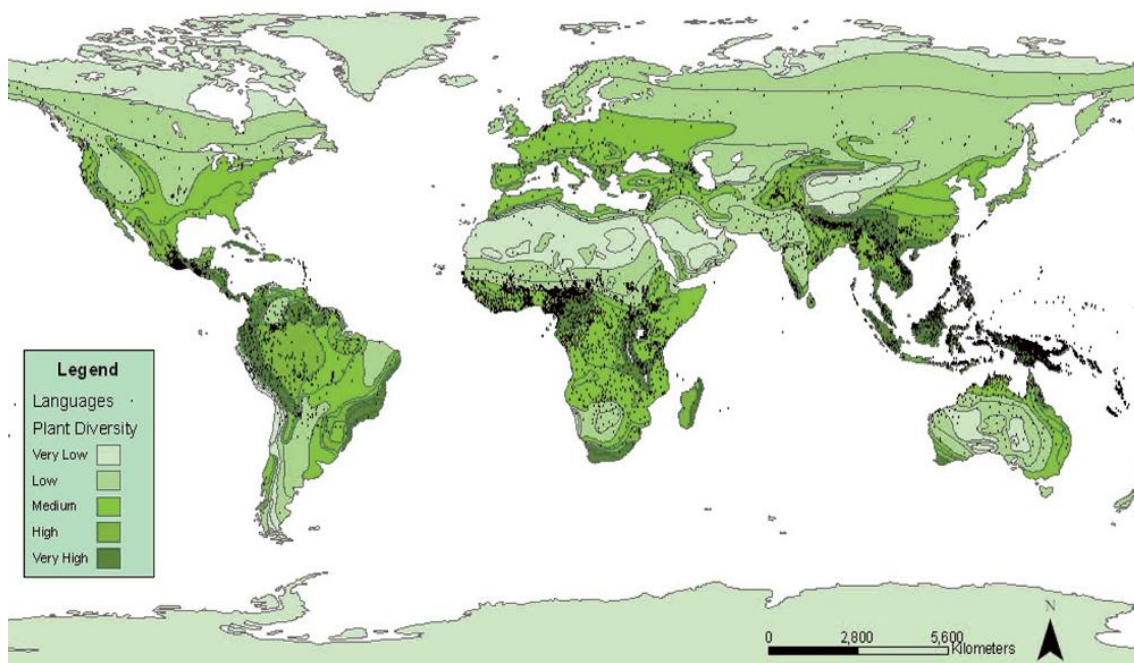 Legend
Languages
Plant Diversity
Very Low
Low
Medium
High
Very High
N
0 2,800 5,600
Kilometers